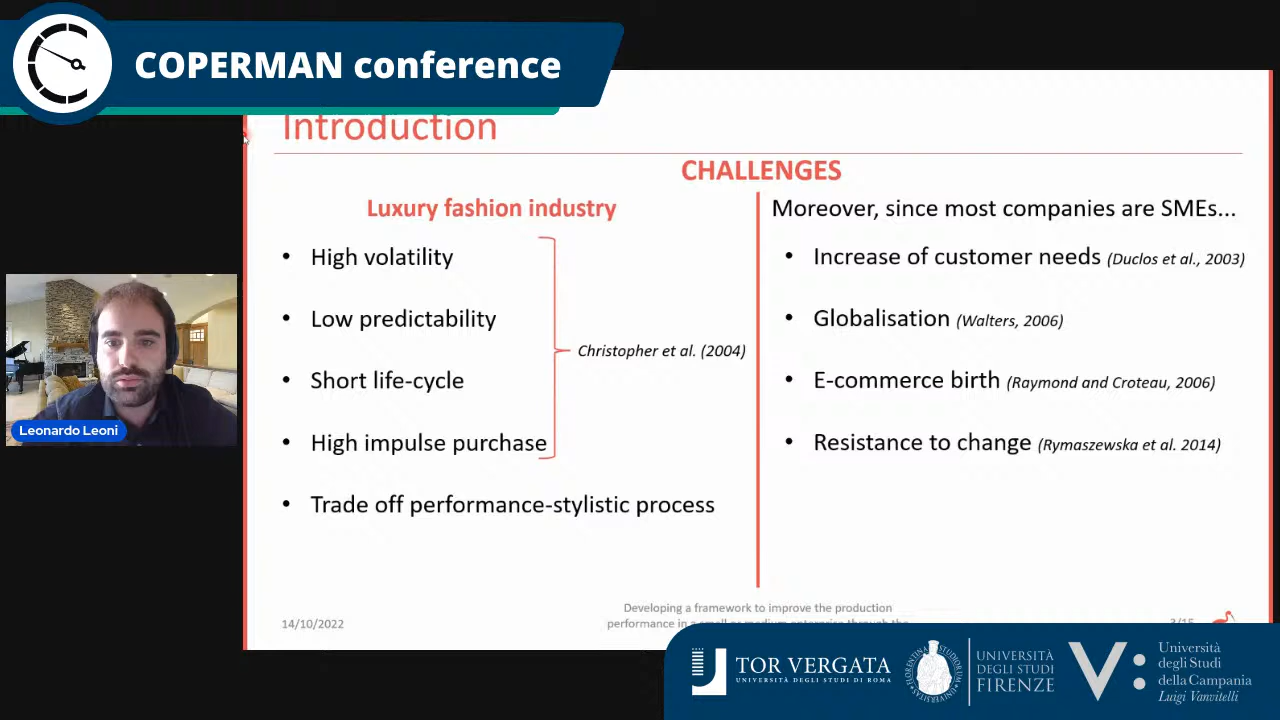 COPERMAN conference
Introduction
CHALLENGES
Luxury fashion industry
• High volatility
• Low predictability
• Short life-cycle
• High impulse purchase
Christopher et al. (2004)
• Trade off performance-stylistic process
Moreover, since most companies are SMEs...
• Increase of customer needs (Duclos et al., 2003)
• Globalisation (Walters, 2006)
• E-commerce birth (Raymond and Croteau, 2006)
• Resistance to change (Rymaszewska et al. 2014)
Leonardo Leoni
14/10/2022
Developing a framework to improve the production
performance in a small or medium enterprise through the
3/15
TOR VERGATA
UNIVERSITÀ DEGLI STUDI DI ROMA
UNIVERSITÀ
DEGLI STUDI
FIRENZE
V:
Università
degli Studi
della Campania
Luigi Vanvitelli